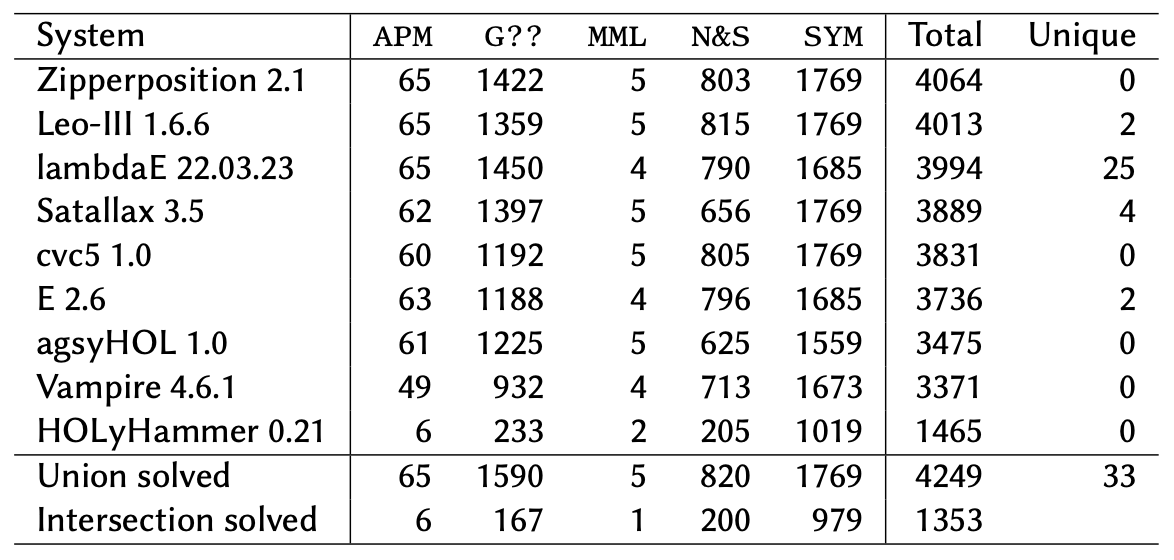 System APM G?? MML N&S SYM Total Unique
Zipperposition 2.1 65 1422 5 803 1769 4064 0
Leo-III 1.6.6 65 1359 5 815 1769 4013 2
lambdaE 22.03.23 65 1450 4 790 1685 3994 25
Satallax 3.5 62 1397 5 656 1769 3889 4
cvc5 1.0 60 1192 5 805 1769 3831 0
E 2.6 63 1188 4 796 1685 3736 2
agsyHOL 1.0 61 1225 5 625 1559 3475 0
Vampire 4.6.1 49 932 4 713 1673 3371 0
HOLyHammer 0.21 6 233 2 205 1019 1465 0
Union solved 65 1590 5 820 1769 4249 33
Intersection solved 6 167 1 200 979 1353